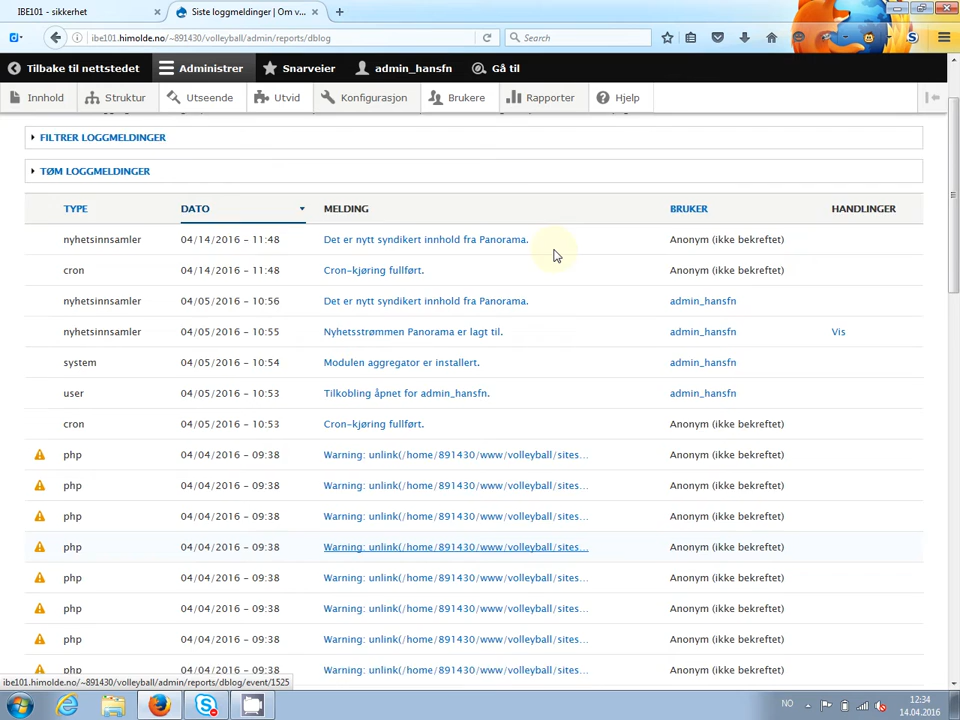 IBE101 - sikkerhet
Siste loggmeldinger | Om v...
ibe101.himolde.no/~891430/volleyball/admin/reports/dblog
Search
Tilbake til nettstedet
Administrer
Snarveier
admin_hansfn
Gå til
Innhold
Struktur
Utseende
Utvid
Konfigurasjon
Brukere
Rapporter
Hjelp
FILTRER LOGGMELDINGER
TØM LOGGMELDINGER
TYPE DATO MELDING BRUKER HANDLINGER
nyhetsinnsamler 04/14/2016 - 11:48 Det er nytt syndikert innhold fra Panorama. Anonym (ikke bekreftet)
cron 04/14/2016 - 11:48 Cron-kjøring fullført. Anonym (ikke bekreftet)
nyhetsinnsamler 04/05/2016 - 10:56 Det er nytt syndikert innhold fra Panorama. admin_hansfn
nyhetsinnsamler 04/05/2016 - 10:55 Nyhetsstrømmen Panorama er lagt til. admin_hansfn Vis
system 04/05/2016 - 10:54 Modulen aggregator er installert. admin_hansfn
user 04/05/2016 - 10:53 Tilkobling åpnet for admin_hansfn. admin_hansfn
cron 04/05/2016 - 10:53 Cron-kjøring fullført. Anonym (ikke bekreftet)
php 04/04/2016 - 09:38 Warning: unlink(/home/891430/www/volleyball/sites... Anonym (ikke bekreftet)
php 04/04/2016 - 09:38 Warning: unlink(/home/891430/www/volleyball/sites... Anonym (ikke bekreftet)
php 04/04/2016 - 09:38 Warning: unlink(/home/891430/www/volleyball/sites... Anonym (ikke bekreftet)
php 04/04/2016 - 09:38 Warning: unlink(/home/891430/www/volleyball/sites... Anonym (ikke bekreftet)
php 04/04/2016 - 09:38 Warning: unlink(/home/891430/www/volleyball/sites... Anonym (ikke bekreftet)
php 04/04/2016 - 09:38 Warning: unlink(/home/891430/www/volleyball/sites... Anonym (ikke bekreftet)
php 04/04/2016 - 09:38 Warning: unlink(/home/891430/www/volleyball/sites... Anonym (ikke bekreftet)
php 04/04/2016 - 09:38 Warning: unlink(/home/891430/www/volleyball/sites... Anonym (ikke bekreftet)
ibe101.himolde.no/~891430/volleyball/admin/reports/dblog/event/1525
NO
12:34
14.04.2016